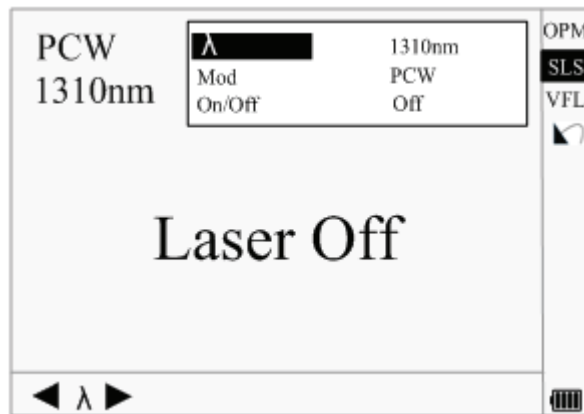 PCW
1310nm
λ 1310nm
Mod PCW
On/Off Off
OPM
SLS
VFL
Laser Off
◀ λ ▶